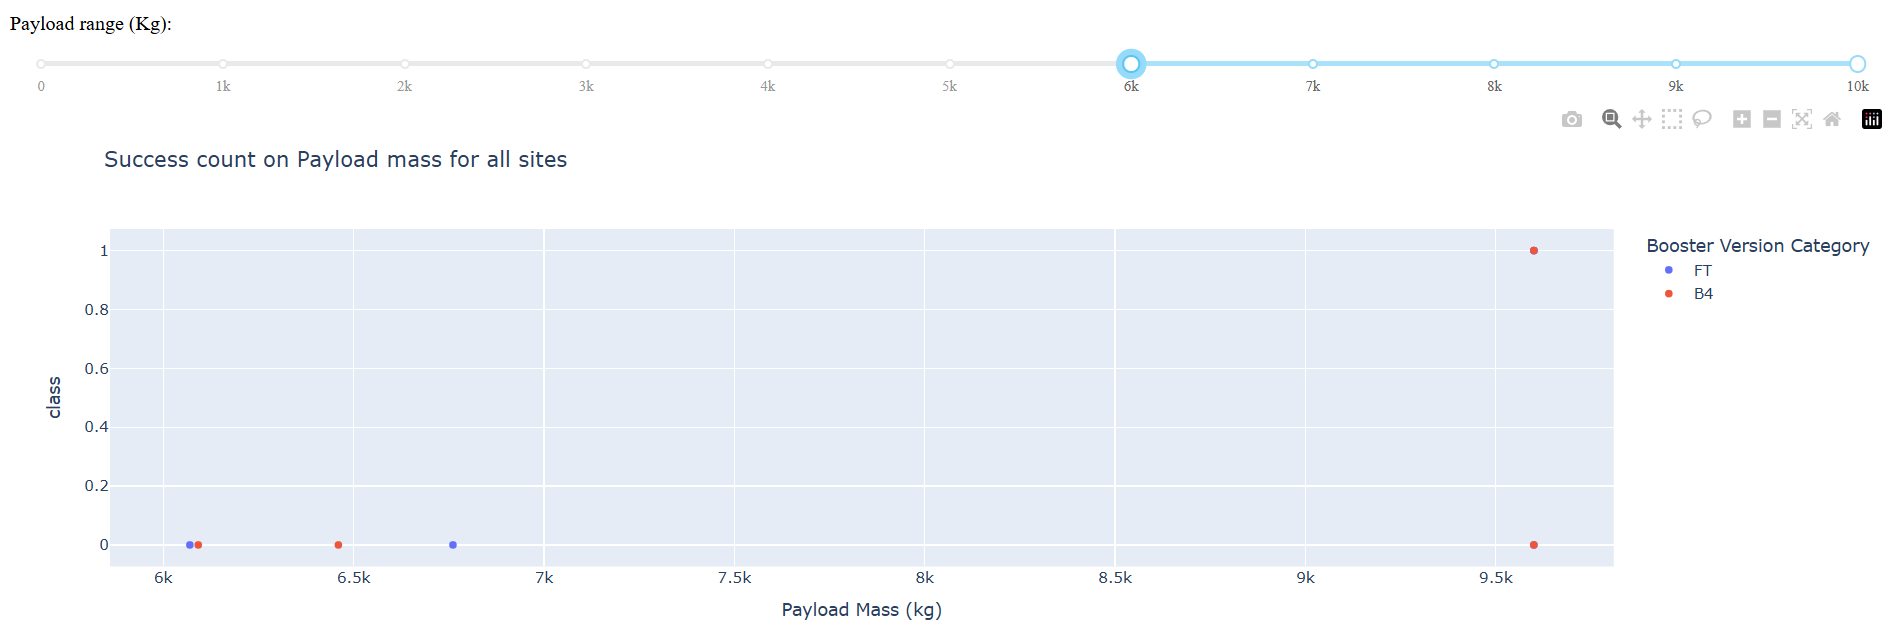 Payload range (Kg):
0 1k 2k 3k 4k 5k 6k 7k 8k 9k 10k
Success count on Payload mass for all sites
Booster Version Category
FT
B4
class
1
0.8
0.6
0.4
0.2
0
6k 6.5k 7k 7.5k 8k 8.5k 9k 9.5k
Payload Mass (kg)